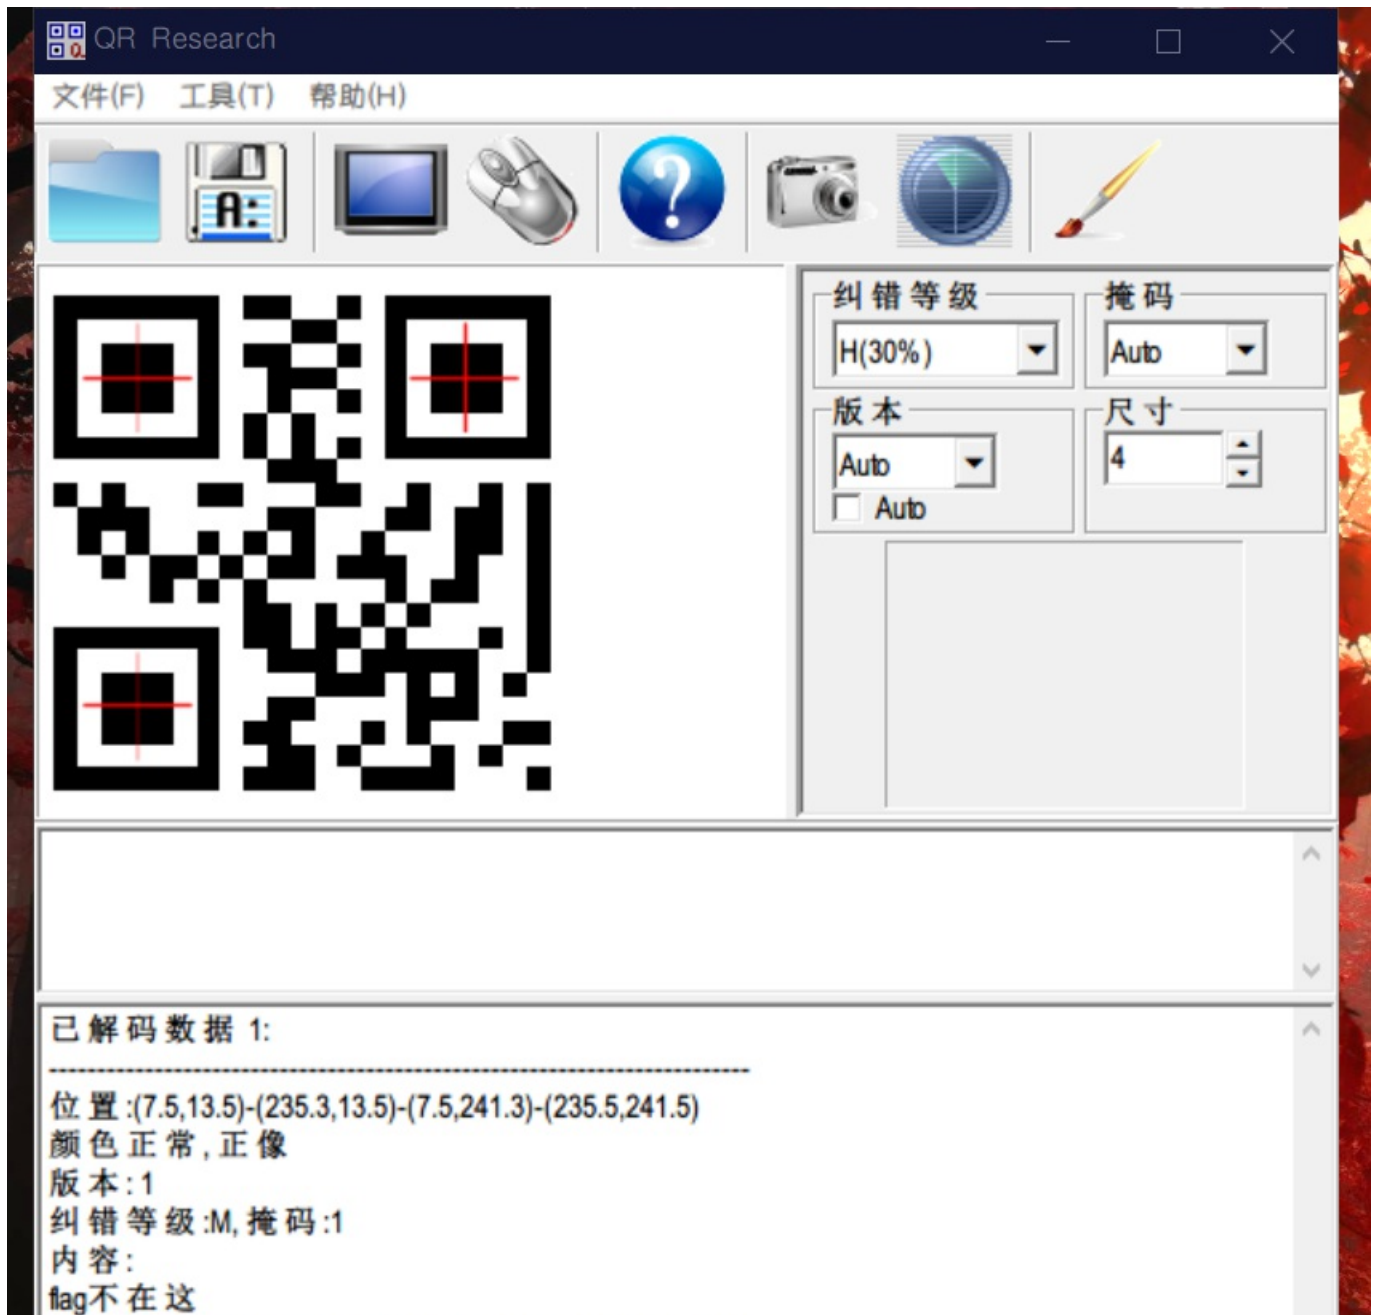 QR Research
文件(F) 工具(T) 帮助(H)
A:
?
纠错等级 掩码
H(30%) Auto
版本 尺寸
Auto 4
Auto
已解码数据 1:
--------------------------------------------------------------------------------
位置:(7.5,13.5)-(235.3,13.5)-(7.5,241.3)-(235.5,241.5)
颜色正常,正像
版本:1
纠错等级:M,掩码:1
内容:
flag不在这